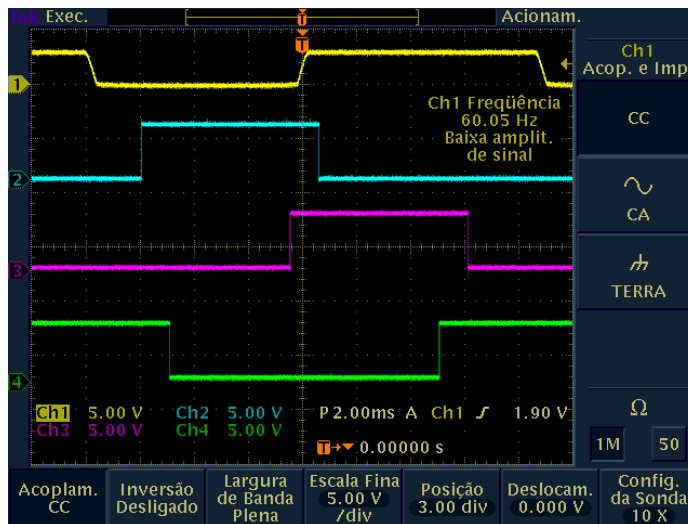 Tek Exec. Acionam.
T
T
1
2
3
4
Ch1 Freqüência
60.05 Hz
Baixa amplit.
de sinal
Ch1 5.00 V Ch2 5.00 V P 2.00ms A Ch1 1.90 V
Ch3 5.00 V Ch4 5.00 V
T 0.00000 s
Ch1
Acop. e Imp
CC
CA
TERRA
Ω
1M 50
Acoplam.
CC
Inversão
Desligado
Largura
de Banda
Plena
Escala Fina
5.00 V
/div
Posição
3.00 div
Deslocam.
0.000 V
Config.
da Sonda
10 X